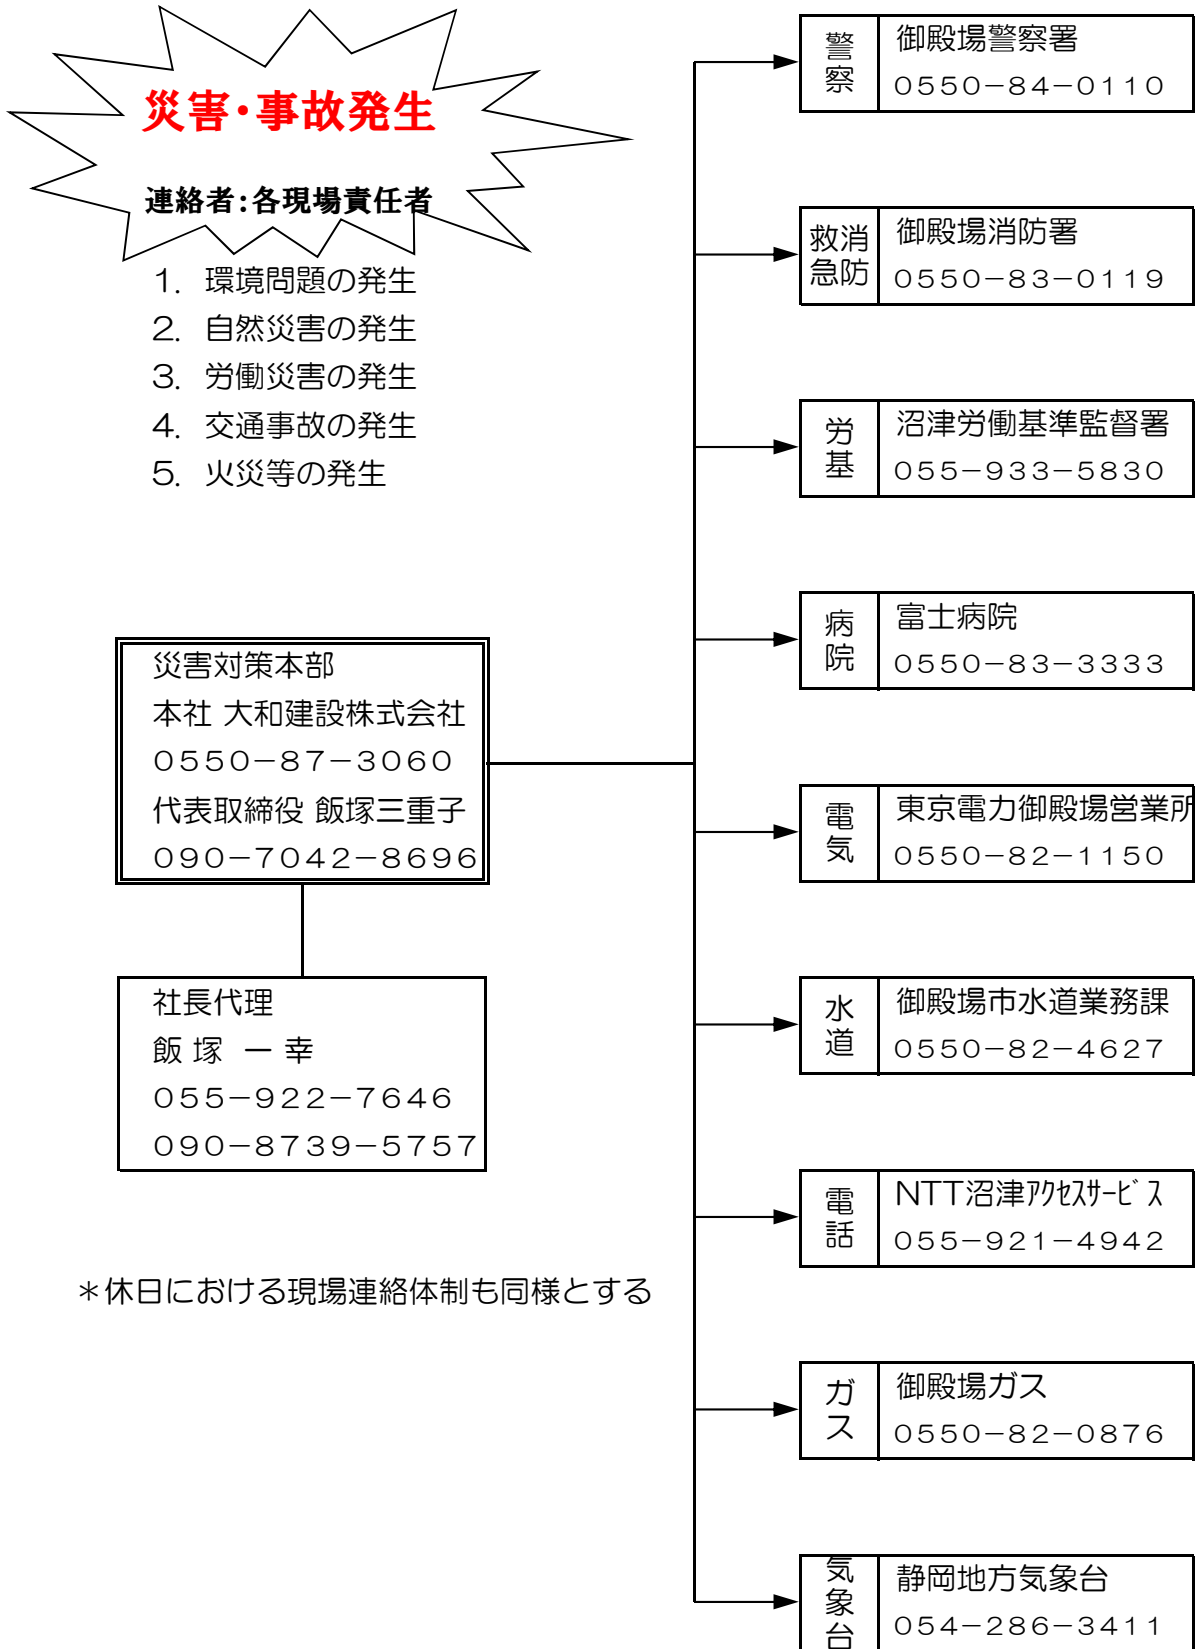 災害・事故発生
連絡者:各現場責任者
1. 環境問題の発生
2. 自然災害の発生
3. 労働災害の発生
4. 交通事故の発生
5. 火災等の発生
災害対策本部
本社 大和建設株式会社
0550-87-3060
代表取締役 飯塚三重子
090-7042-8696
社長代理
飯塚 一幸
055-922-7646
090-8739-5757
*休日における現場連絡体制も同様とする
警察
御殿場警察署
0550-84-0110
救急
消防
御殿場消防署
0550-83-0119
労基
沼津労働基準監督署
055-933-5830
病院
富士病院
0550-83-3333
電気
東京電力御殿場営業所
0550-82-1150
水道
御殿場市水道業務課
0550-82-4627
電話
NTT沼津ｱｸｾｽｻｰﾋﾞｽ
055-921-4942
ガス
御殿場ガス
0550-82-0876
気象台
静岡地方気象台
054-286-3411